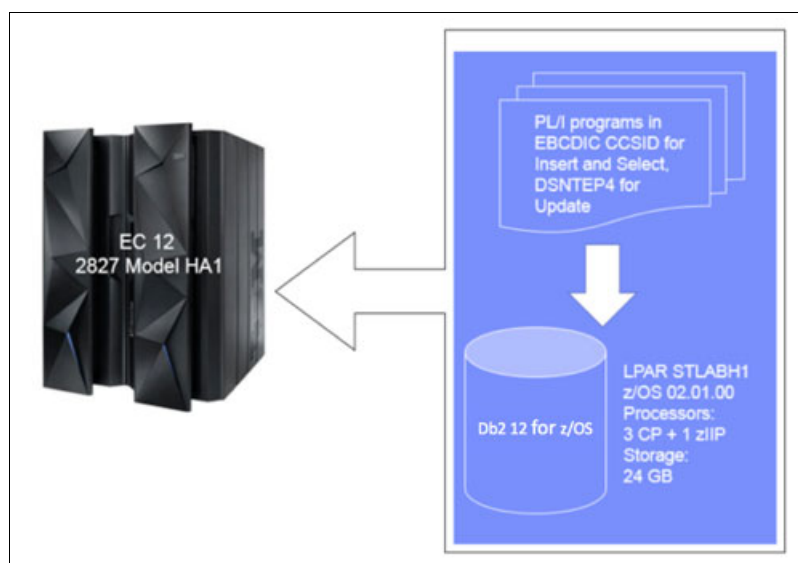 EC 12
2827 Model HA1
PL/I programs in
EBCDIC CCSID for
Insert and Select,
DSNTEP4 for
Update
Db2 12 for z/OS
LPAR STLABH1
z/OS 02.01.00
Processors:
3 CP + 1 zIIP
Storage:
24 GB